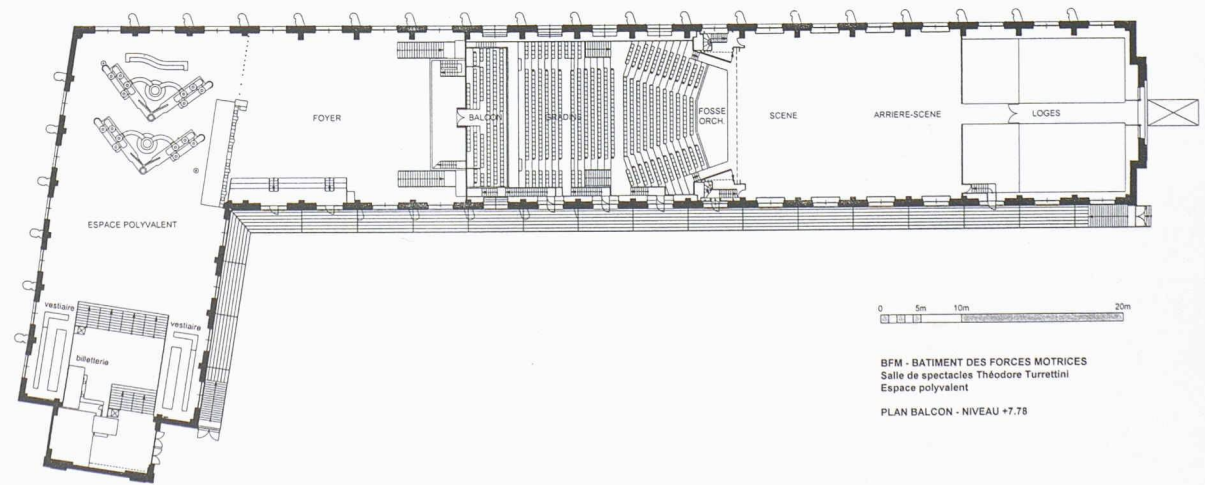 FOYER
BALCON
GRADINS
FOSSE
ORCH.
SCENE
ARRIERE-SCENE
LOGES
ESPACE POLYVALENT
vestiaire
vestiaire
billetterie
0 5m 10m 20m
BFM - BATIMENT DES FORCES MOTRICES
Salle de spectacles Théodore Turrettini
Espace polyvalent
PLAN BALCON - NIVEAU +7.78